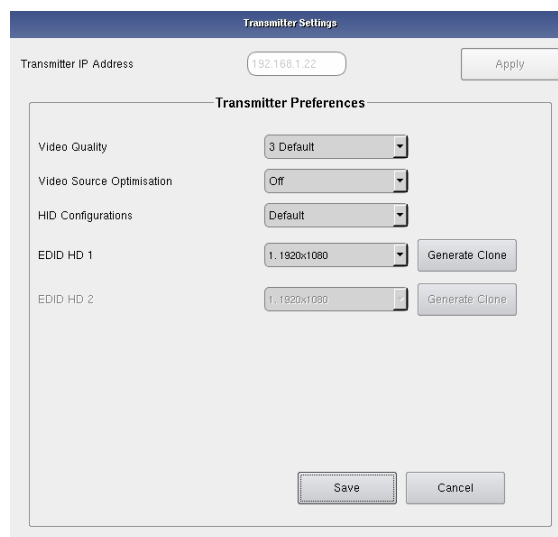 Transmitter Settings
Transmitter IP Address 192.168.1.22 Apply
Transmitter Preferences
Video Quality 3 Default
Video Source Optimisation Off
HID Configurations Default
EDID HD 1 1. 1920x1080 Generate Clone
EDID HD 2 1. 1920x1080 Generate Clone
Save Cancel